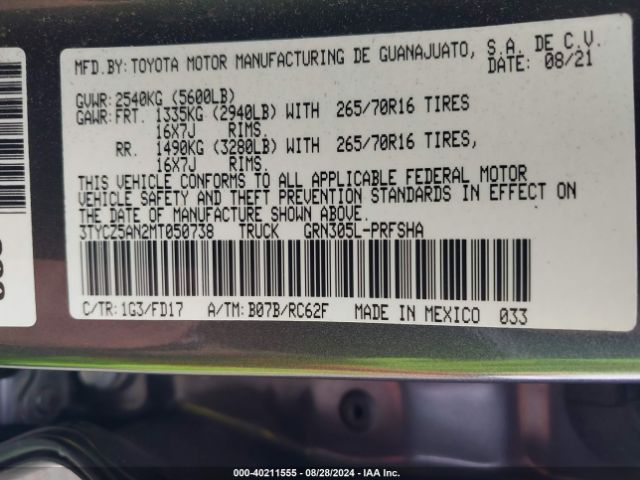 MFD.BY:TOYOTA MOTOR MANUFACTURING DE GUANAJUATO, S.A. DE C.V.
DATE: 08/21
GVWR:2540KG (5600LB)
GAWR:FRT. 1335KG (2940LB) WITH 265/70R16 TIRES
16X7J RIMS.
RR. 1490KG (3280LB) WITH 265/70R16 TIRES,
16X7J RIMS.
THIS VEHICLE CONFORMS TO ALL APPLICABLE FEDERAL MOTOR
VEHICLE SAFETY AND THEFT PREVENTION STANDARDS IN EFFECT ON
THE DATE OF MANUFACTURE SHOWN ABOVE.
3TYCZ5AN2MT050738 TRUCK GRN305L-PRFSHA
C/TR:1G3/FD17 A/TM:B07B/RC62F MADE IN MEXICO 033
000-40211555 - 08/28/2024 - IAA Inc.